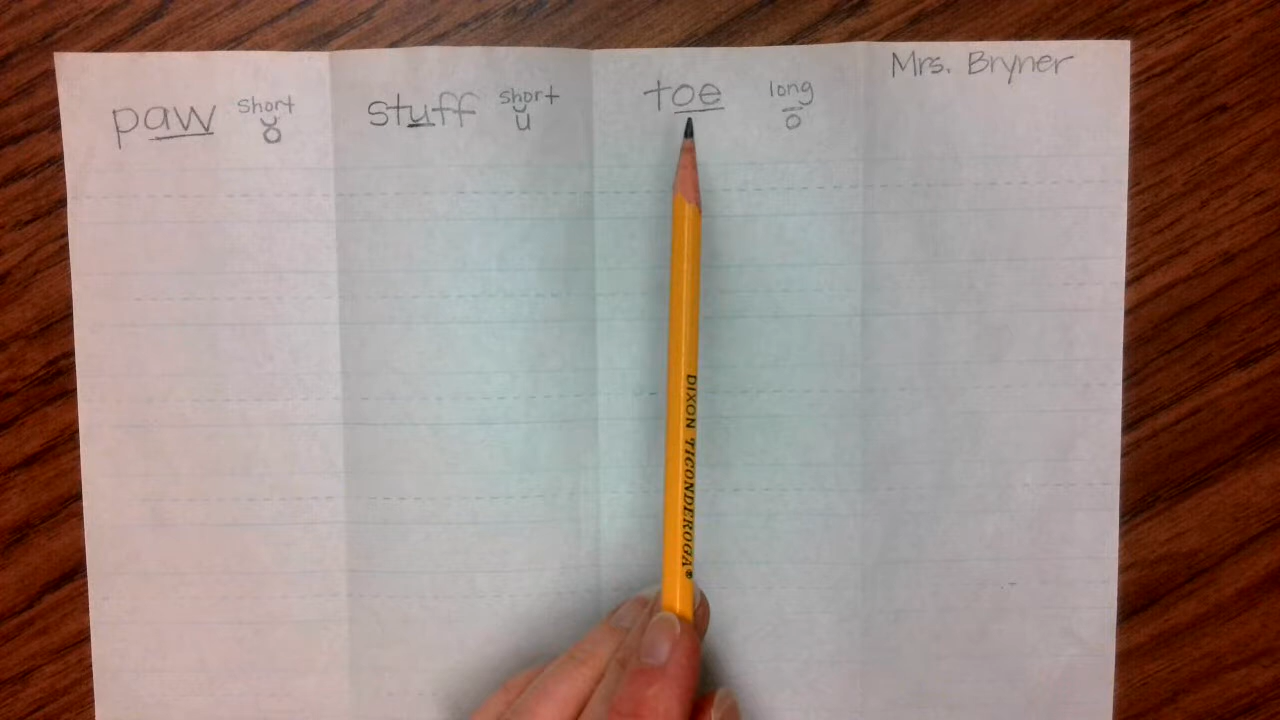 paw short ŏ
stuff short ŭ
toe long ō
Mrs. Bryner
DIXON TICONDEROGA®